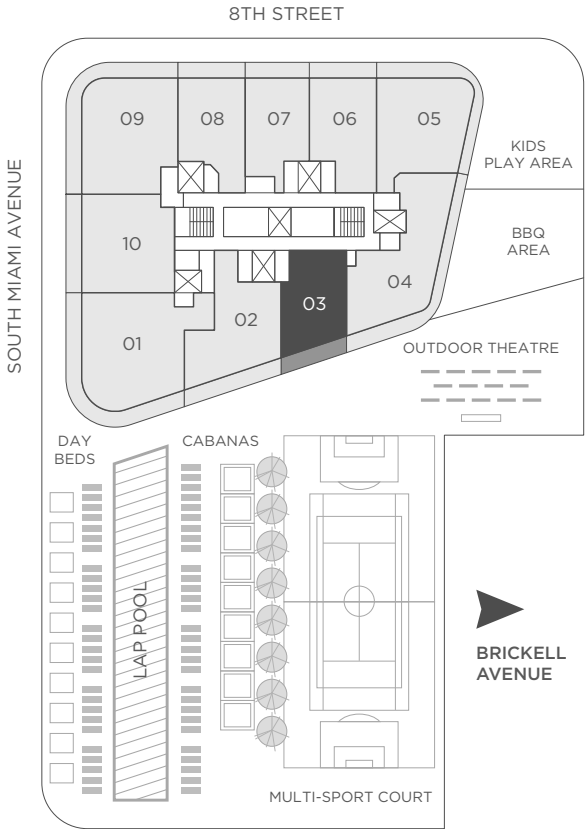 8TH STREET
SOUTH MIAMI AVENUE
09
08
07
06
05
KIDS
PLAY AREA
10
BBQ
AREA
04
03
02
01
OUTDOOR THEATRE
DAY
BEDS
CABANAS
LAP POOL
BRICKELL
AVENUE
MULTI-SPORT COURT